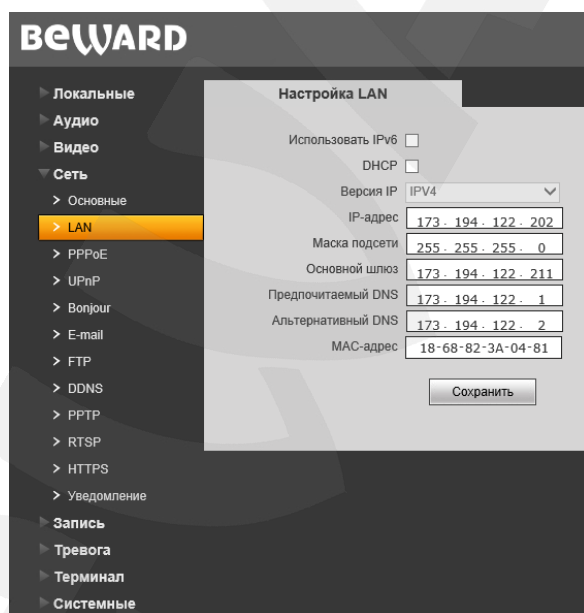 BEWARD
Локальные
Аудио
Видео
Сеть
> Основные
> LAN
> PPPoE
> UPnP
> Bonjour
> E-mail
> FTP
> DDNS
> PPTP
> RTSP
> HTTPS
> Уведомление
Запись
Тревога
Терминал
Системные
Настройка LAN
Использовать IPv6
DHCP
Версия IP IPV4
IP-адрес 173 . 194 . 122 . 202
Маска подсети 255 . 255 . 255 . 0
Основной шлюз 173 . 194 . 122 . 211
Предпочитаемый DNS 173 . 194 . 122 . 1
Альтернативный DNS 173 . 194 . 122 . 2
MAC-адрес 18-68-82-3A-04-81
Сохранить